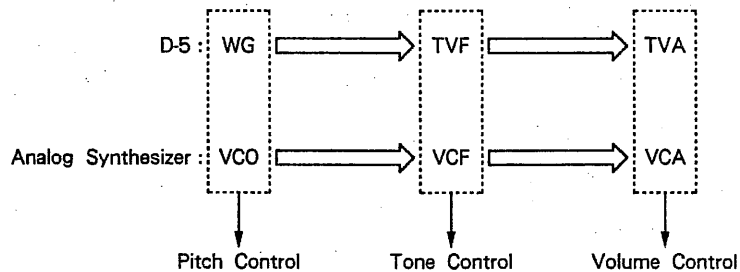 D-5 : WG TVF TVA
Analog Synthesizer : VCO VCF VCA
Pitch Control Tone Control Volume Control